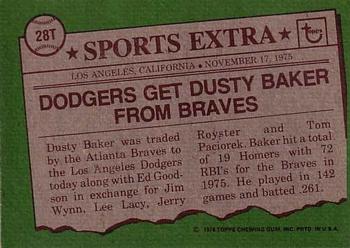 28T
★ SPORTS EXTRA ★
Topps
LOS ANGELES, CALIFORNIA • NOVEMBER 17, 1975
DODGERS GET DUSTY BAKER
FROM BRAVES
Dusty Baker was traded
by the Atlanta Braves to
the Los Angeles Dodgers
today along with Ed Good-
son in exchange for Jim
Wynn, Lee Lacy, Jerry
Royster and Tom
Paciorek. Baker hit a total
of 19 Homers with 72
RBI's for the Braves in
1975. He played in 142
games and batted .261.
© 1976 TOPPS CHEWING GUM, INC. PRTD. IN U.S.A.